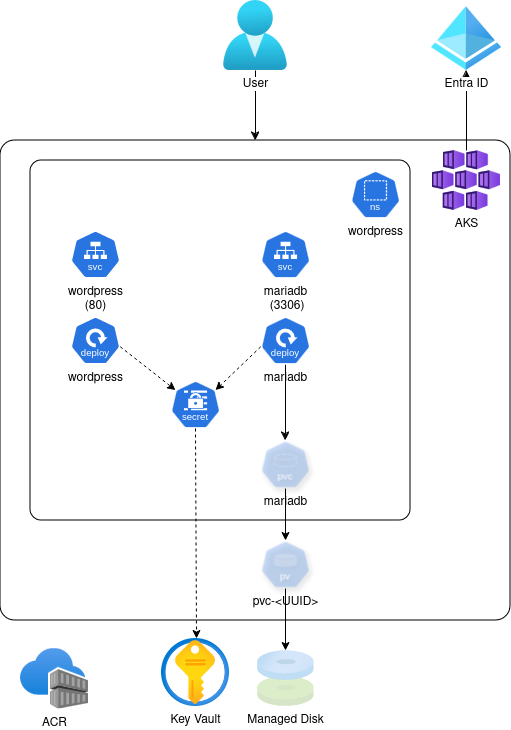 User
Entra ID
AKS
ns
wordpress
svc
wordpress
(80)
svc
mariadb
(3306)
deploy
wordpress
deploy
mariadb
secret
pvc
mariadb
pv
pvc-<UUID>
ACR
Key Vault
Managed Disk